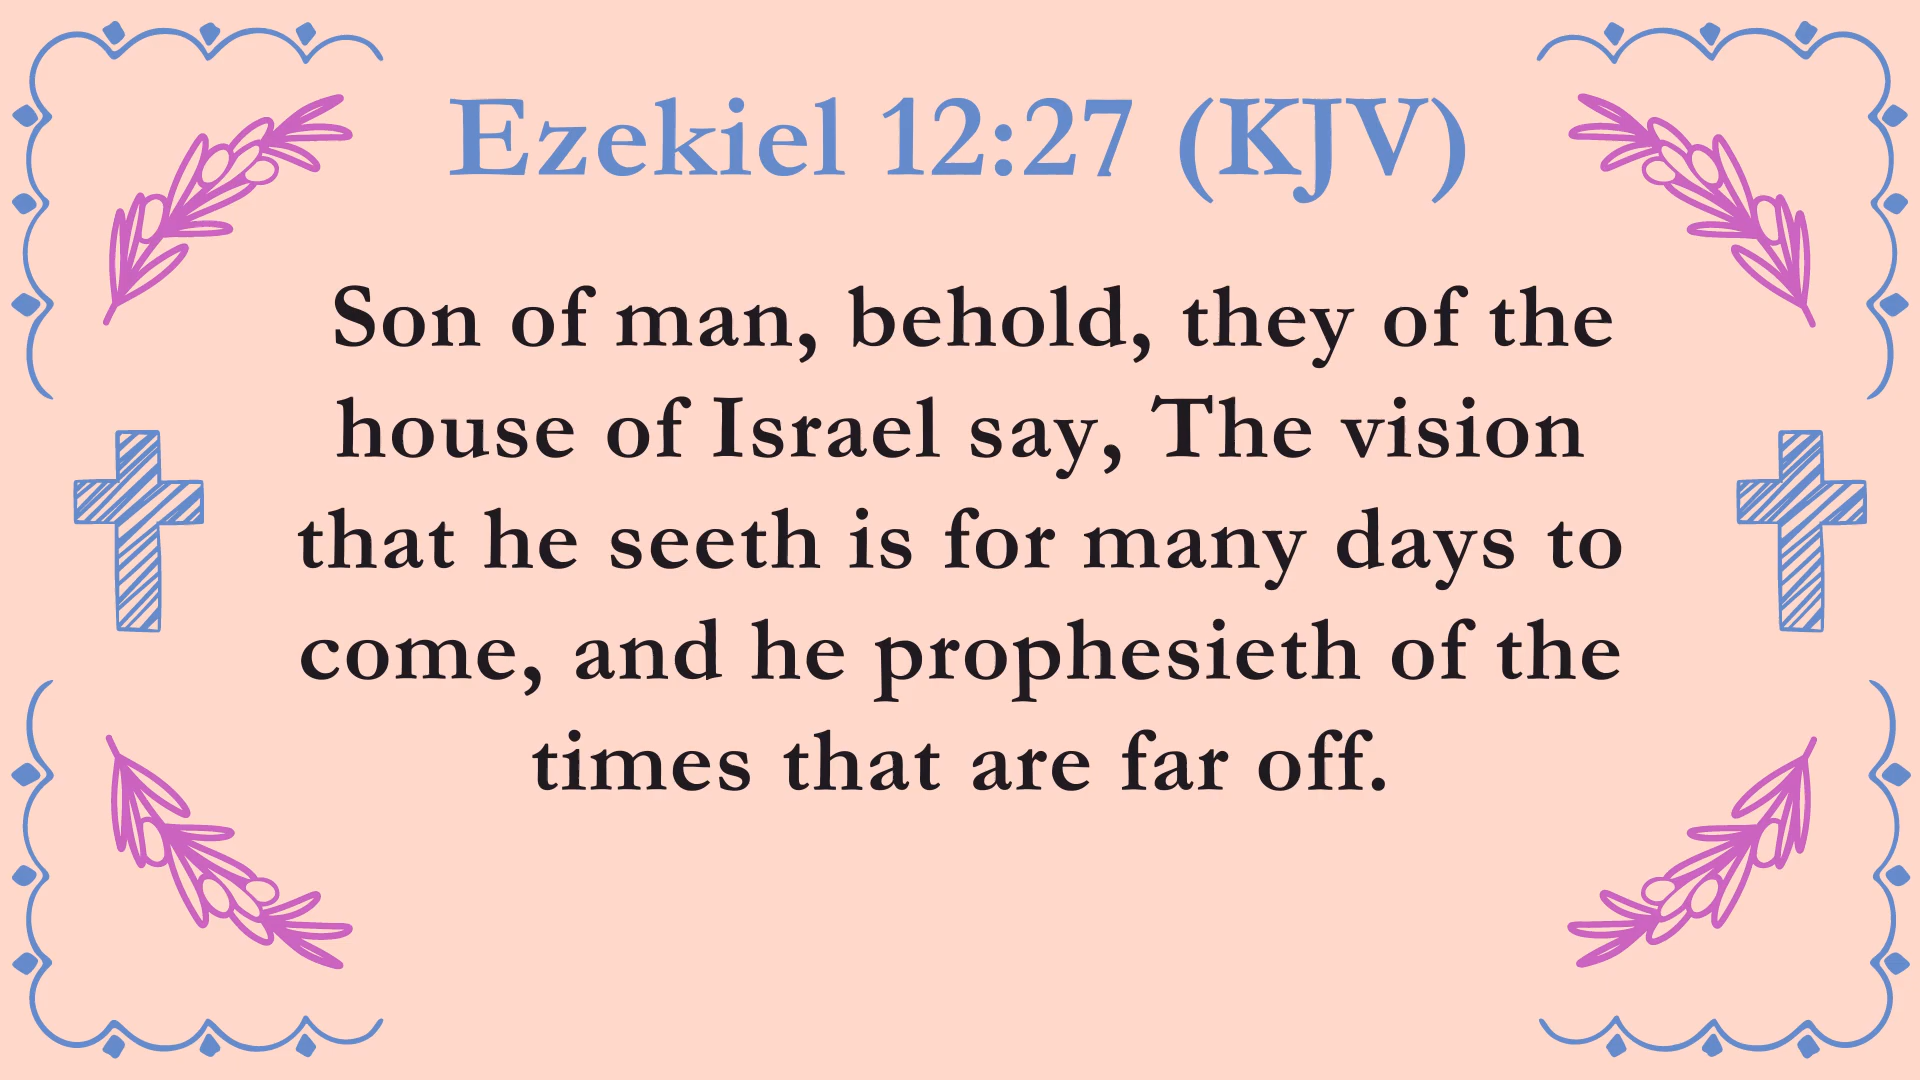 Ezekiel 12:27 (KJV)
Son of man, behold, they of the
house of Israel say, The vision
that he seeth is for many days to
come, and he prophesieth of the
times that are far off.